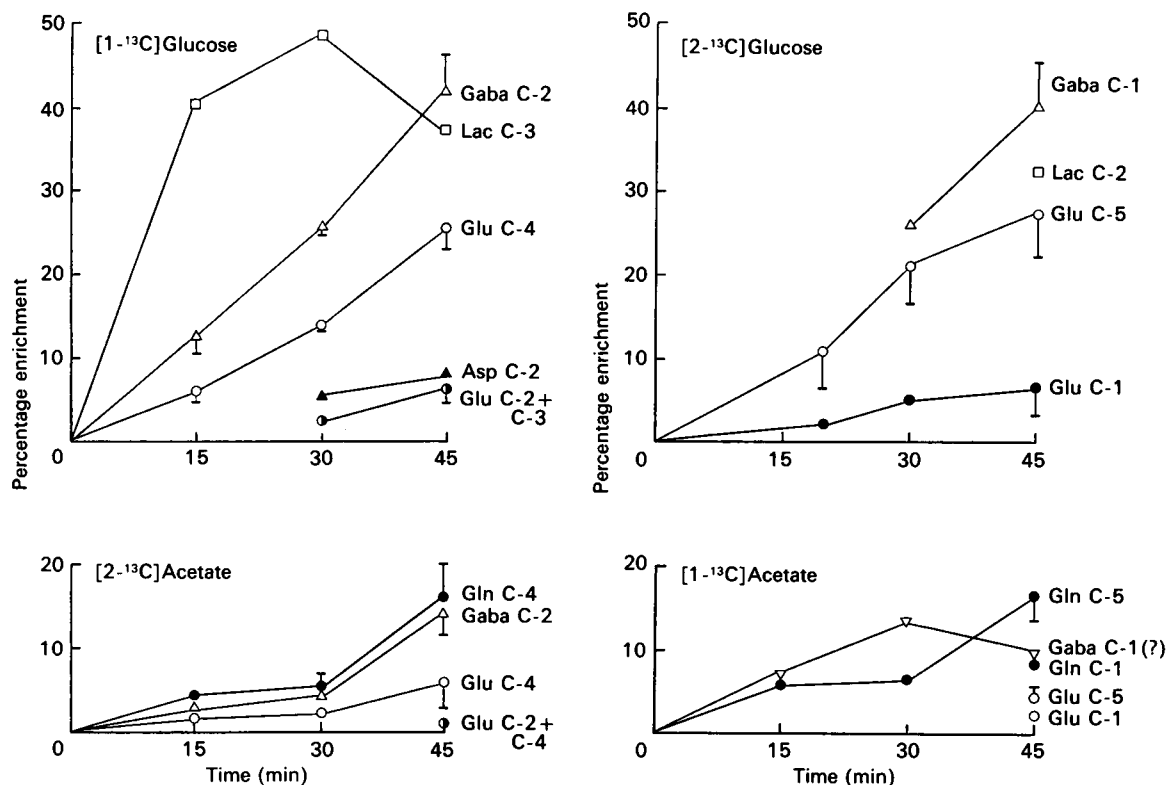 [1-¹³C]Glucose
Percentage enrichment
50
40
30
20
10
0
15
30
45
Gaba C-2
Lac C-3
Glu C-4
Asp C-2
Glu C-2+
C-3
[2-¹³C]Glucose
Percentage enrichment
50
40
30
20
10
0
15
30
45
Gaba C-1
Lac C-2
Glu C-5
Glu C-1
[2-¹³C]Acetate
20
10
0
15
30
45
Time (min)
Gln C-4
Gaba C-2
Glu C-4
Glu C-2+
C-4
[1-¹³C]Acetate
20
10
0
15
30
45
Time (min)
Gln C-5
Gaba C-1(?)
Gln C-1
Glu C-5
Glu C-1